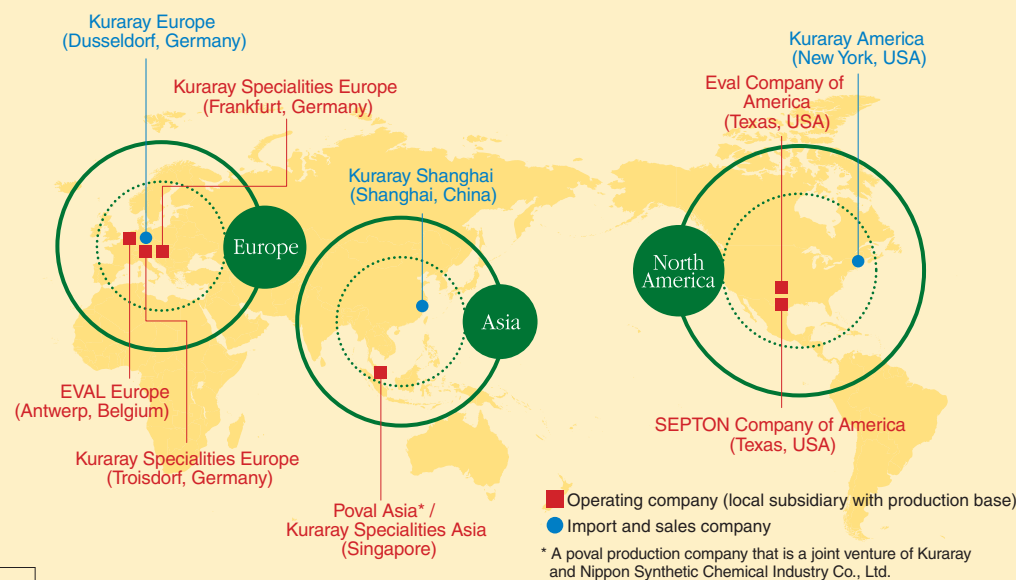 Kuraray Europe
(Dusseldorf, Germany)
Kuraray Specialities Europe
(Frankfurt, Germany)
Kuraray Shanghai
(Shanghai, China)
Kuraray America
(New York, USA)
Eval Company of
America
(Texas, USA)
Europe
Asia
North
America
EVAL Europe
(Antwerp, Belgium)
Kuraray Specialities Europe
(Troisdorf, Germany)
Poval Asia* /
Kuraray Specialities Asia
(Singapore)
SEPTON Company of America
(Texas, USA)
Operating company (local subsidiary with production base)
Import and sales company
* A poval production company that is a joint venture of Kuraray
and Nippon Synthetic Chemical Industry Co., Ltd.